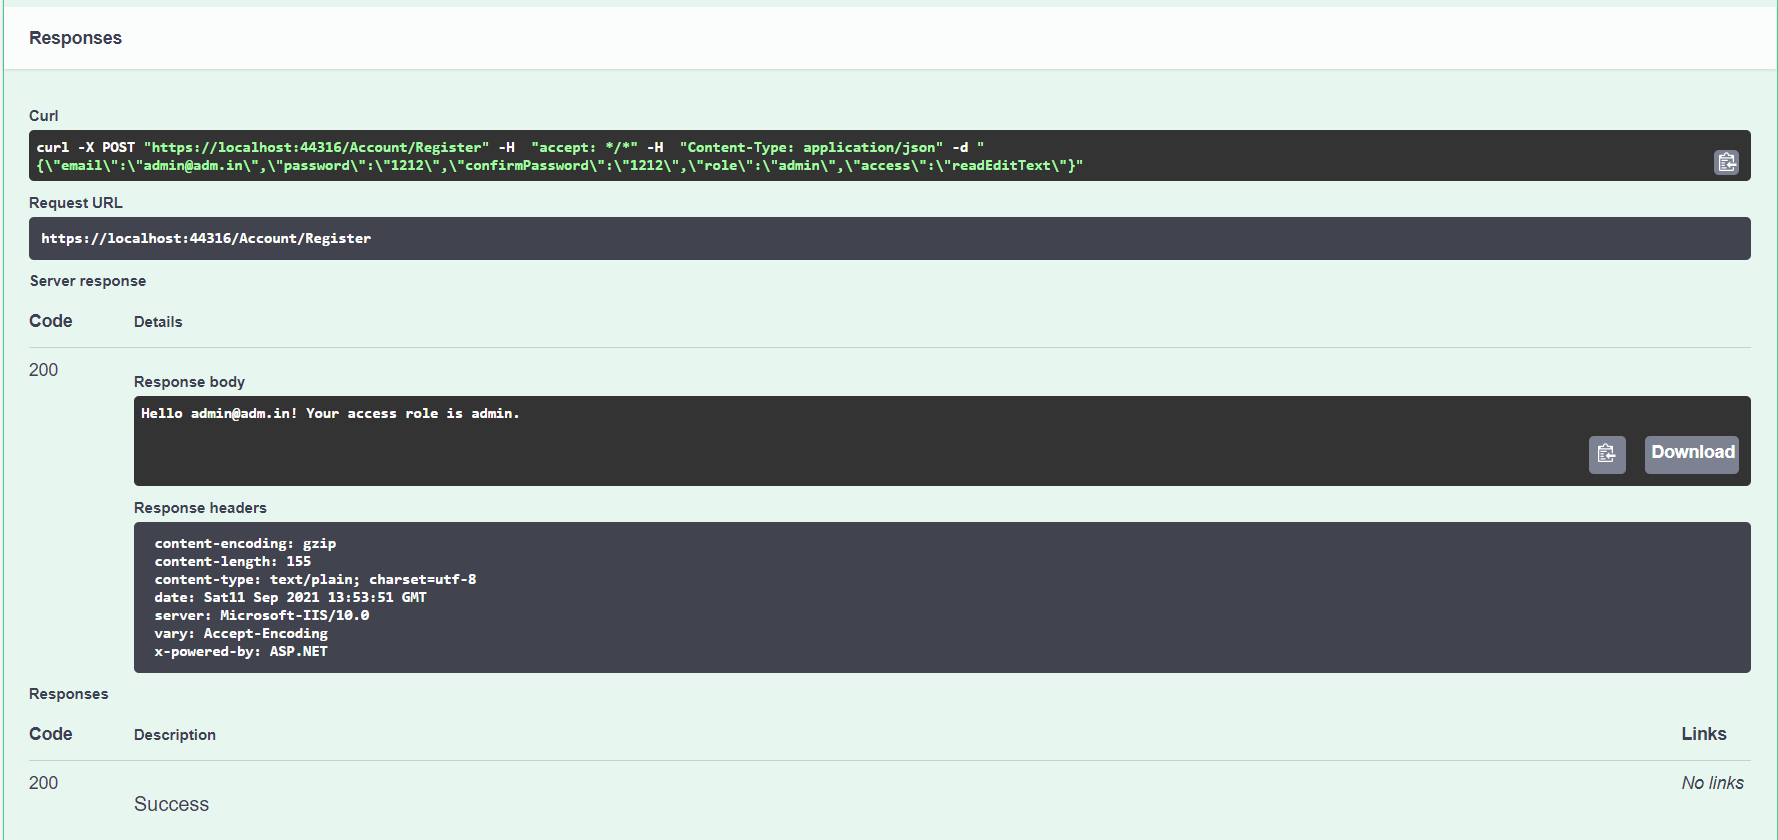 Responses
Curl
curl -X POST "https://localhost:44316/Account/Register" -H  "accept: */*" -H  "Content-Type: application/json" -d "
{\"email\":\"admin@adm.in\",\"password\":\"1212\",\"confirmPassword\":\"1212\",\"role\":\"admin\",\"access\":\"readEditText\"}"
Request URL
https://localhost:44316/Account/Register
Server response
Code Details
200
Response body
Hello admin@adm.in! Your access role is admin.
Download
Response headers
content-encoding: gzip
content-length: 155
content-type: text/plain; charset=utf-8
date: Sat11 Sep 2021 13:53:51 GMT
server: Microsoft-IIS/10.0
vary: Accept-Encoding
x-powered-by: ASP.NET
Responses
Code Description Links
200 No links
Success